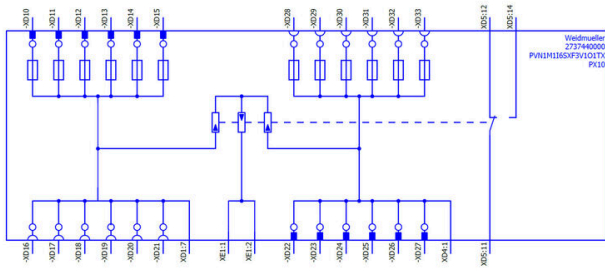 -XD10
-XD11
-XD12
-XD13
-XD14
-XD15
-XD28
-XD29
-XD30
-XD31
-XD32
-XD33
XD5:12
XD5:14
Weidmueller
2737440000
PVN1M1I6SXF3V1O1TX
PX10
-XD16
-XD17
-XD18
-XD19
-XD20
-XD21
XD1:7
XE1:1
XE1:2
-XD22
-XD23
-XD24
-XD25
-XD26
-XD27
XD4:1
XD5:11